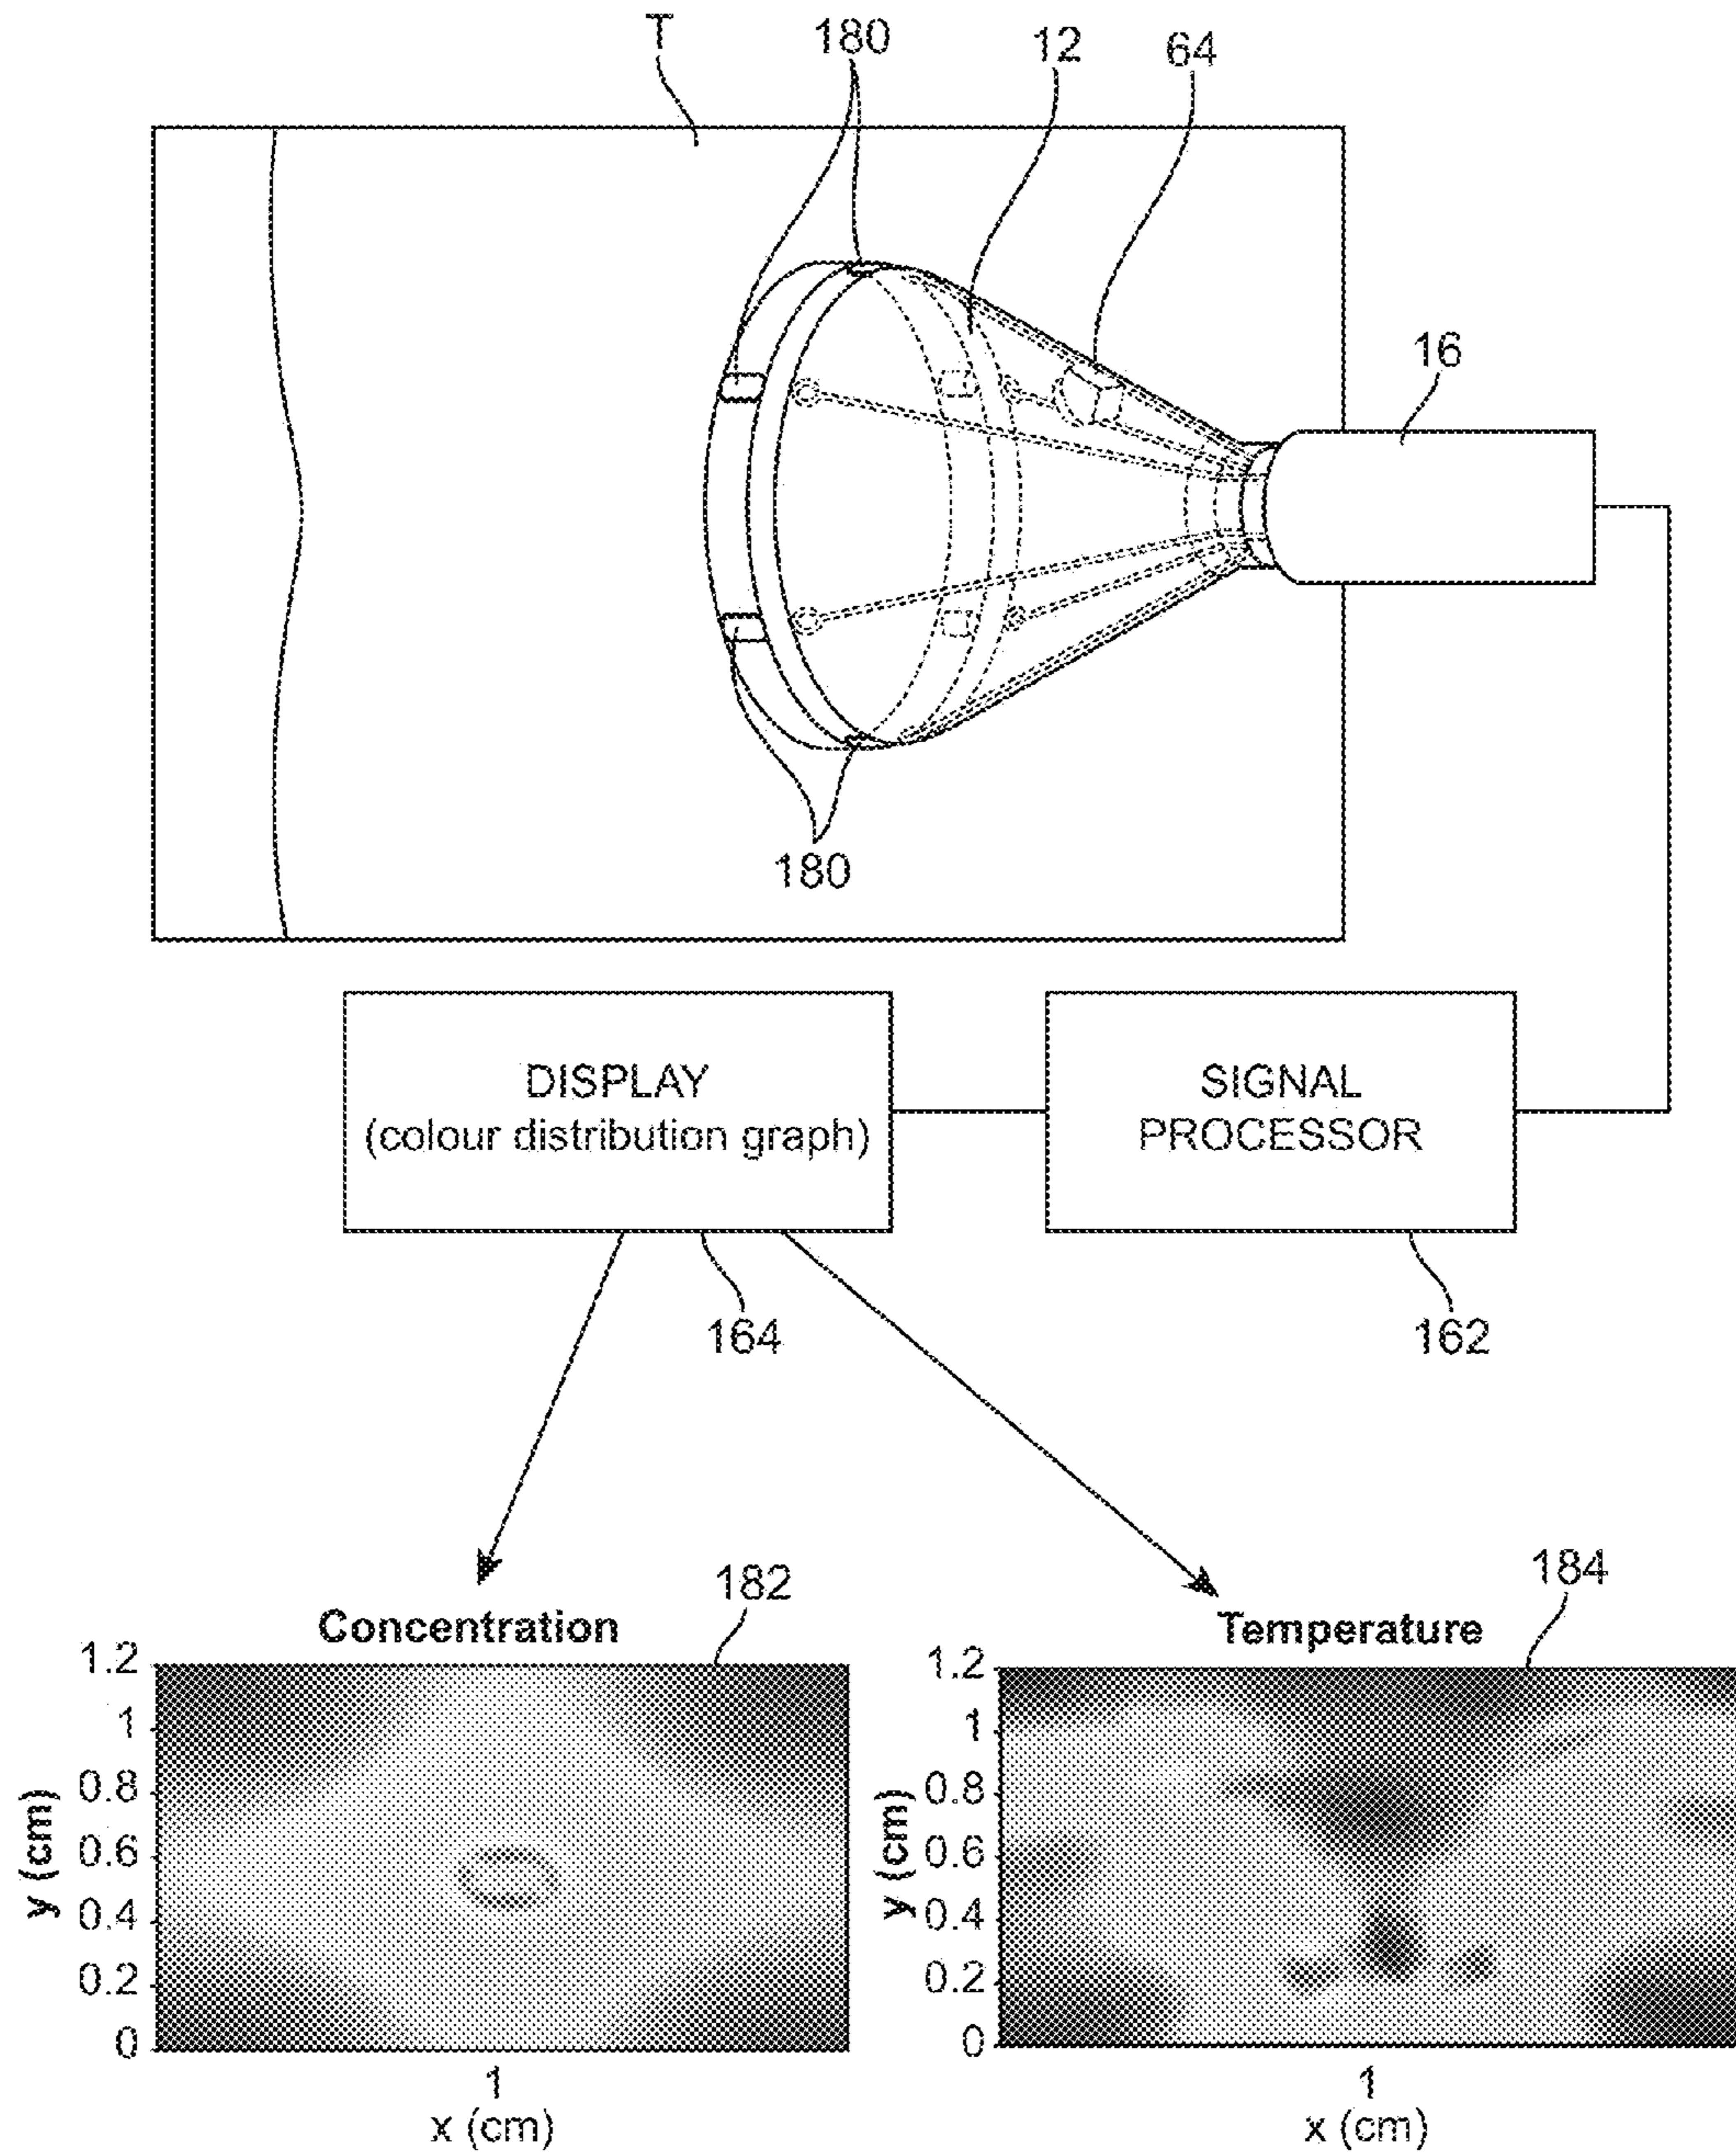 T
180
12
64
16
180
DISPLAY
(colour distribution graph)
SIGNAL
PROCESSOR
164
162
182
Concentration
1.2
1
0.8
0.6
0.4
0.2
0
y (cm)
1
x (cm)
184
Temperature
1.2
1
0.8
0.6
0.4
0.2
0
y (cm)
1
x (cm)